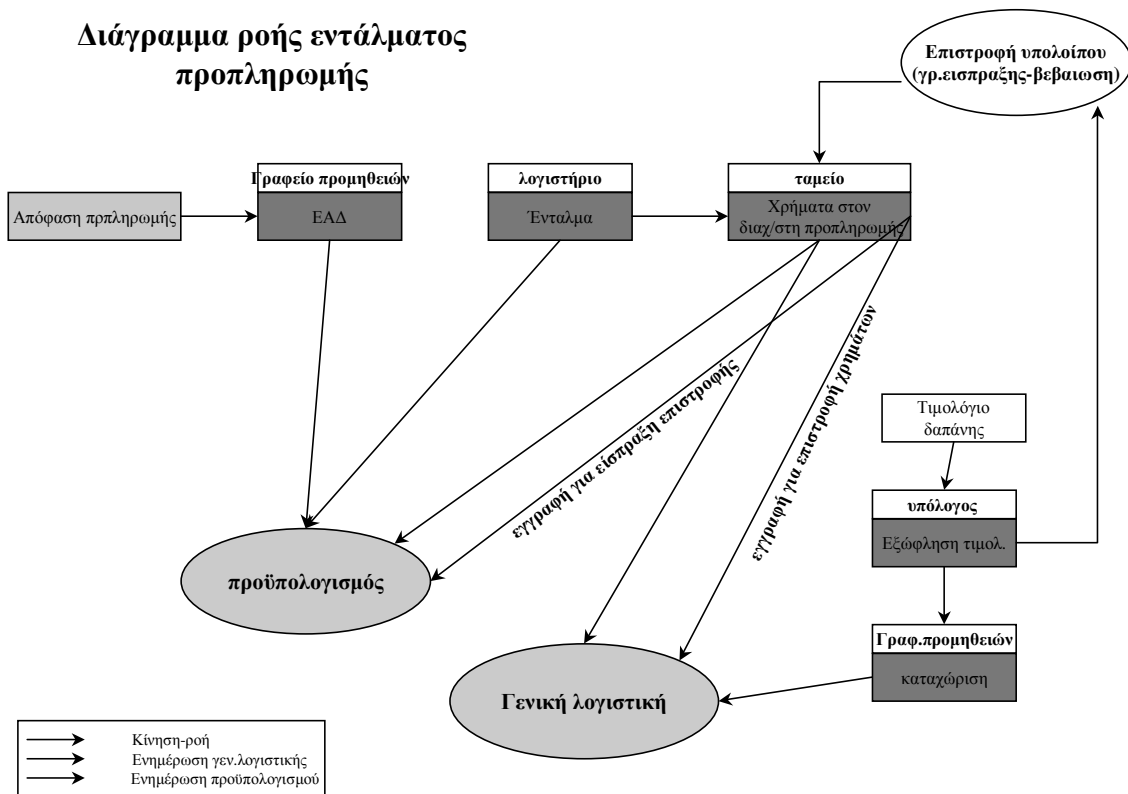 Διάγραμμα ροής εντάλματος
προπληρωμής
Επιστροφή υπολοίπου
(γρ.εισπραξης-βεβαιωση)
Γραφείο προμηθειών
λογιστήριο
ταμείο
Απόφαση πρπληρωμής
ΕΑΔ
Ένταλμα
Χρήματα στον
διαχ/στη προπληρωμής
εγγραφή για είσπραξη επιστροφής
εγγραφή για επιστροφή χρημάτων
Τιμολόγιο
δαπάνης
υπόλογος
Εξώφληση τιμολ.
προϋπολογισμός
Γραφ.προμηθειών
καταχώριση
Γενική λογιστική
Κίνηση-ροή
Ενημέρωση γεν.λογιστικής
Ενημέρωση προϋπολογισμού